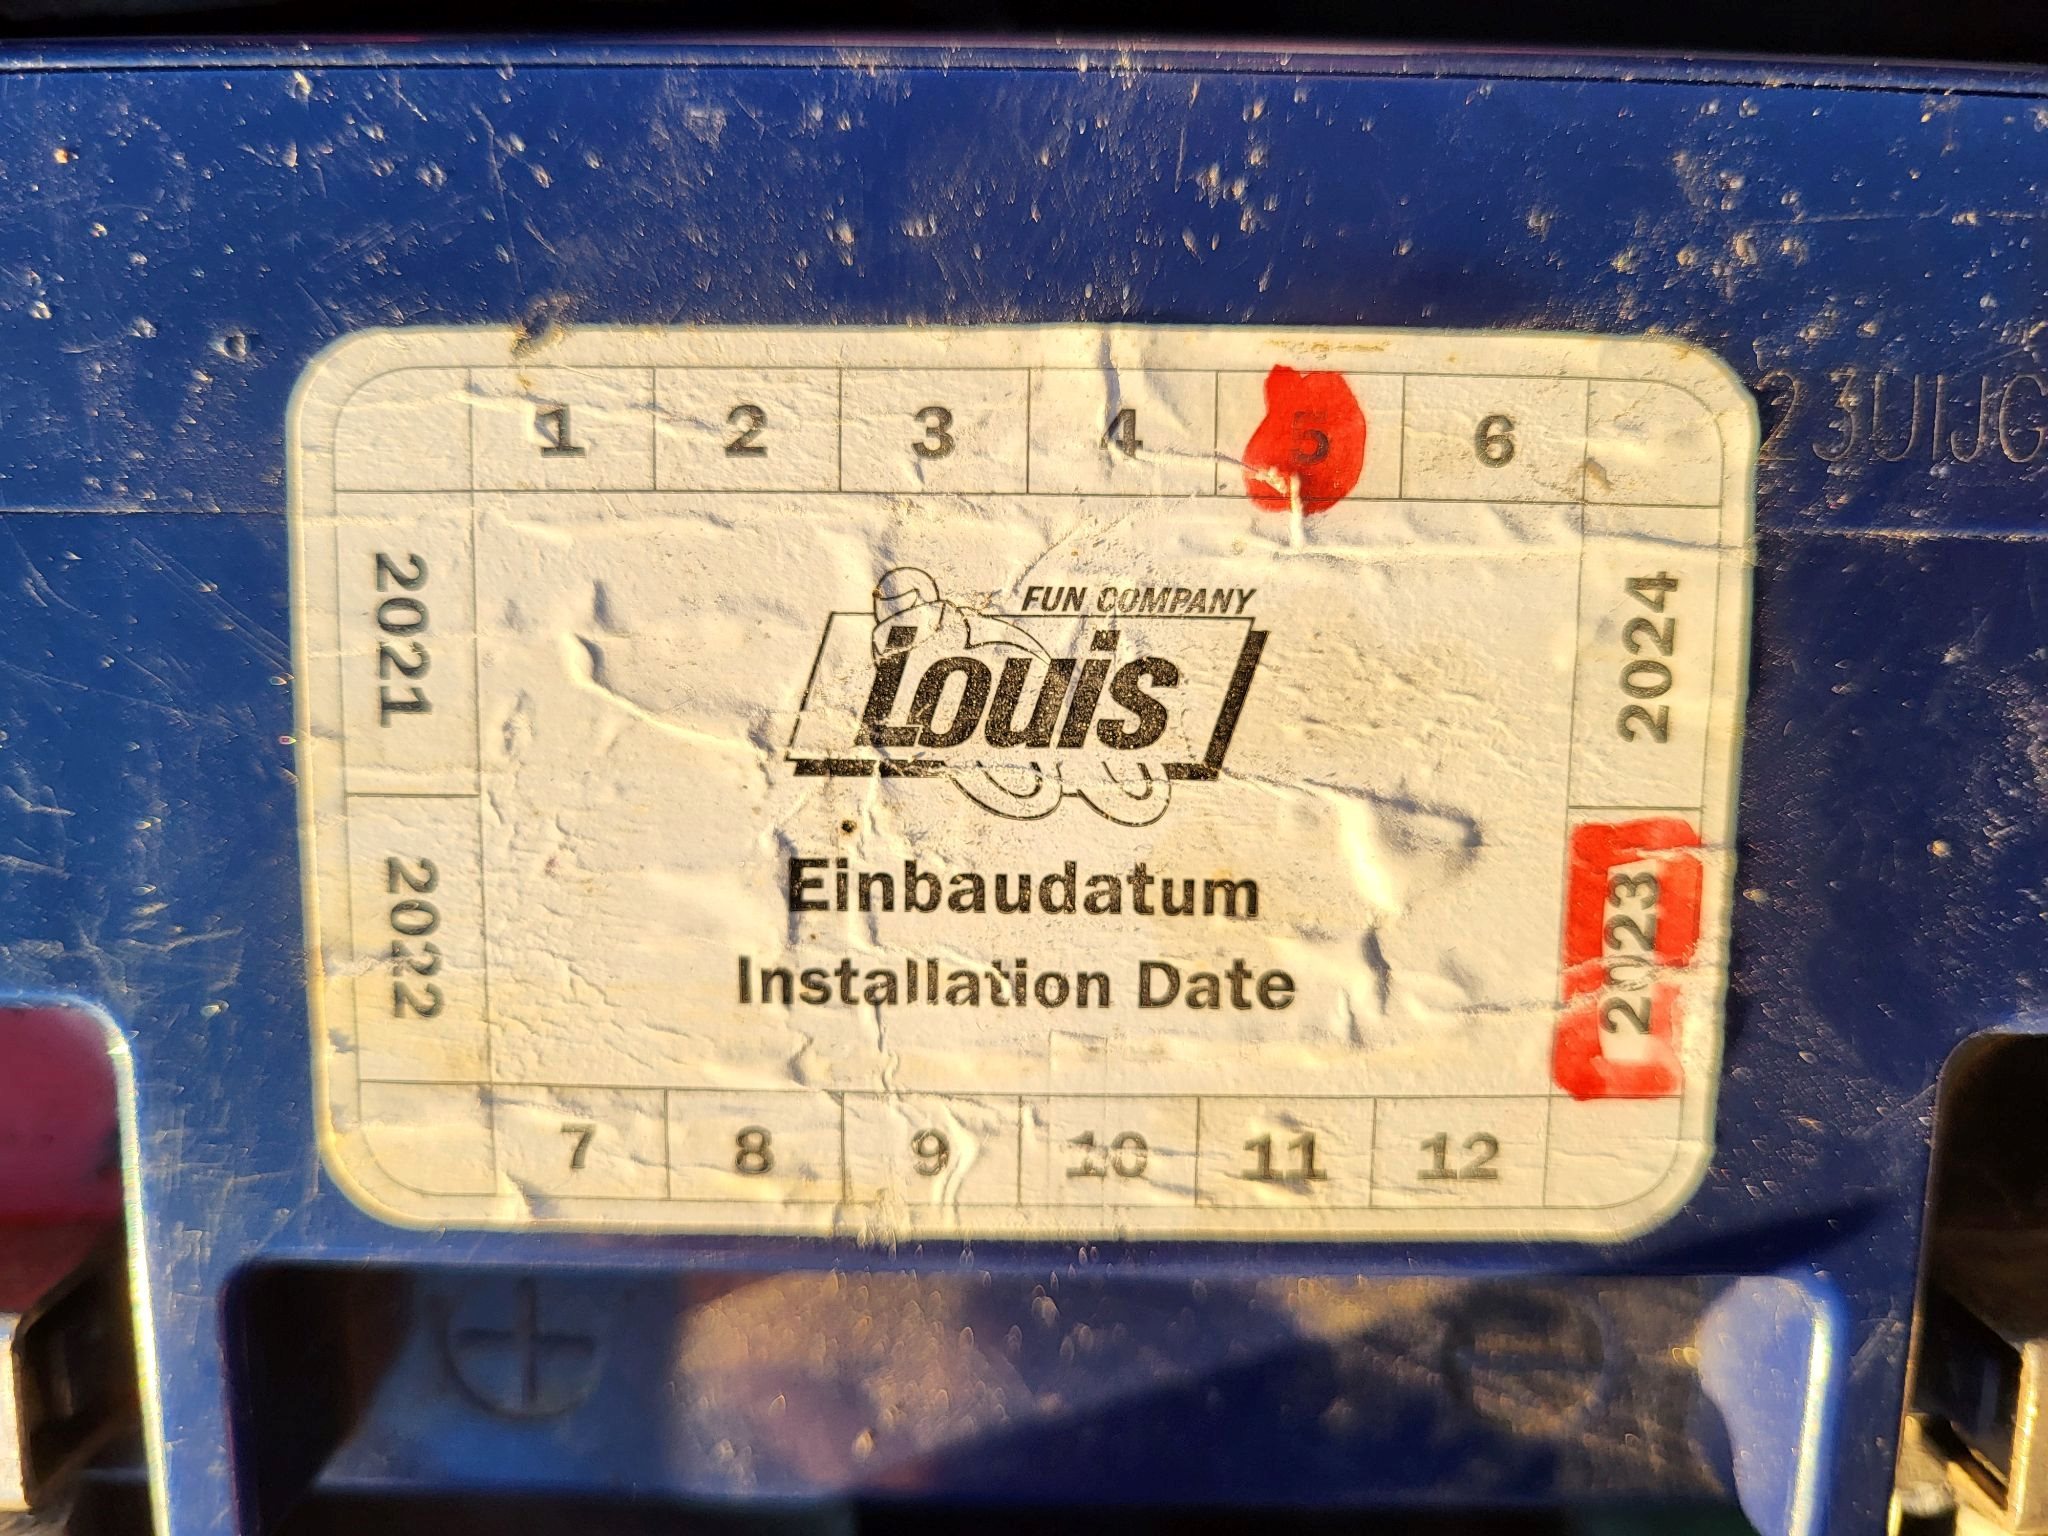 1 2 3 4 5 6
23UIJG
2021
2022
FUN COMPANY
Louis
Einbaudatum
Installation Date
2024
2023
7 8 9 10 11 12